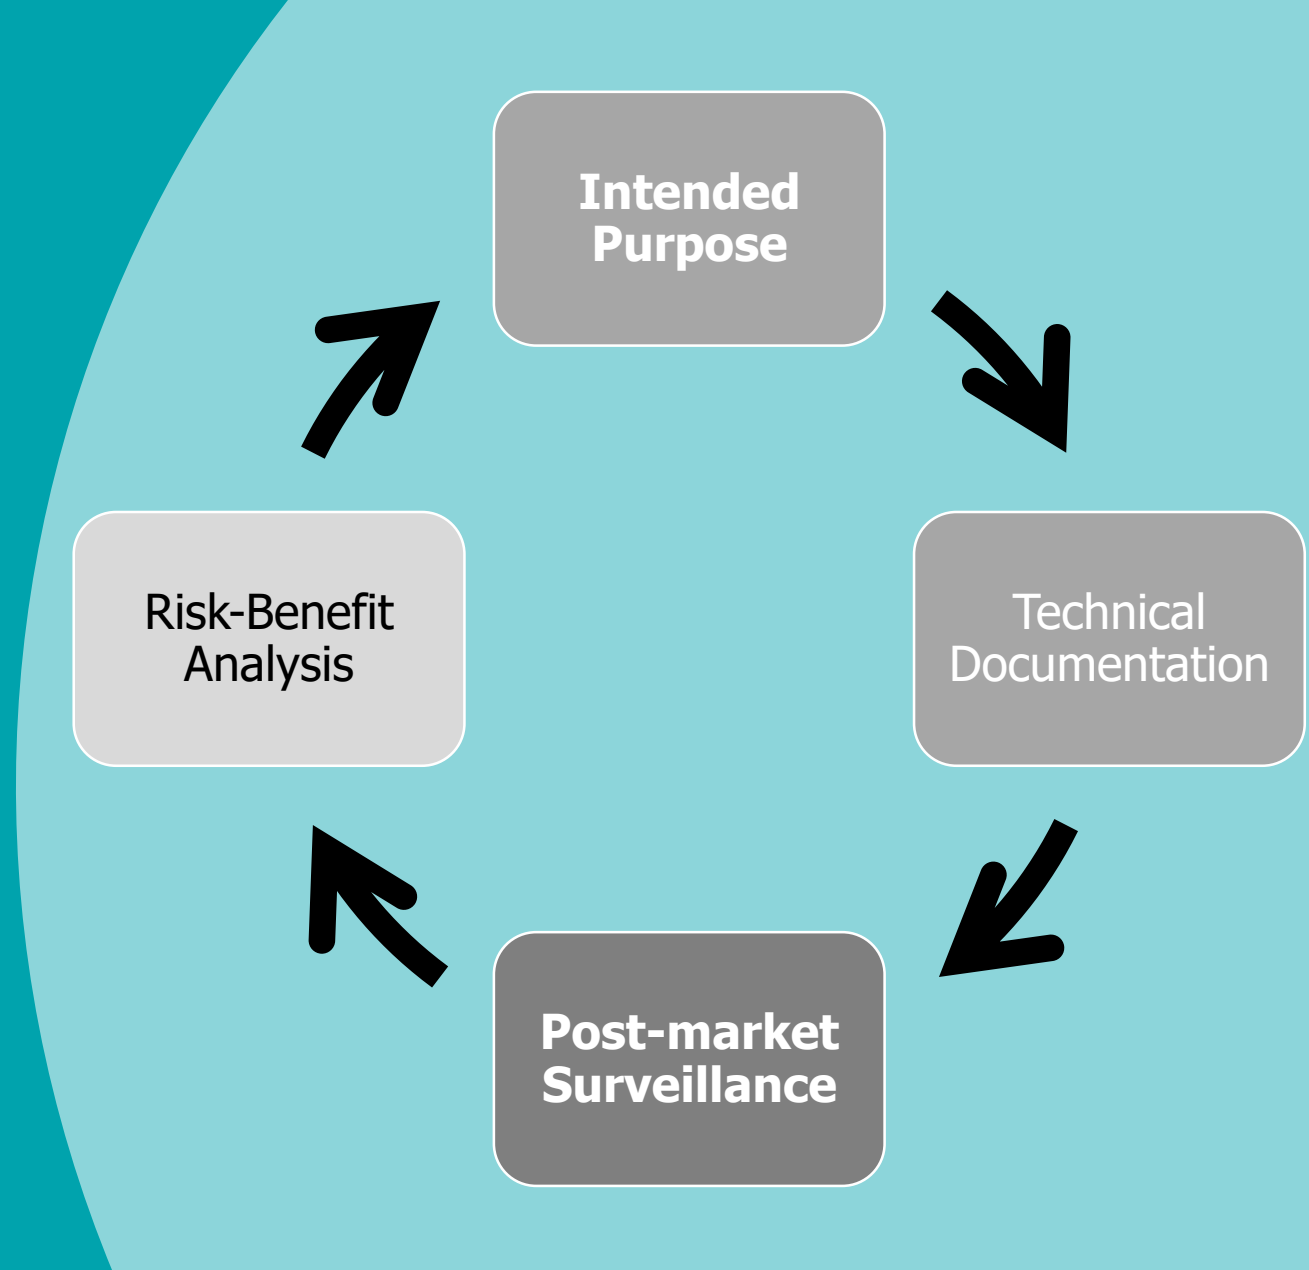 Intended
Purpose
Risk-Benefit
Analysis
Technical
Documentation
Post-market
Surveillance